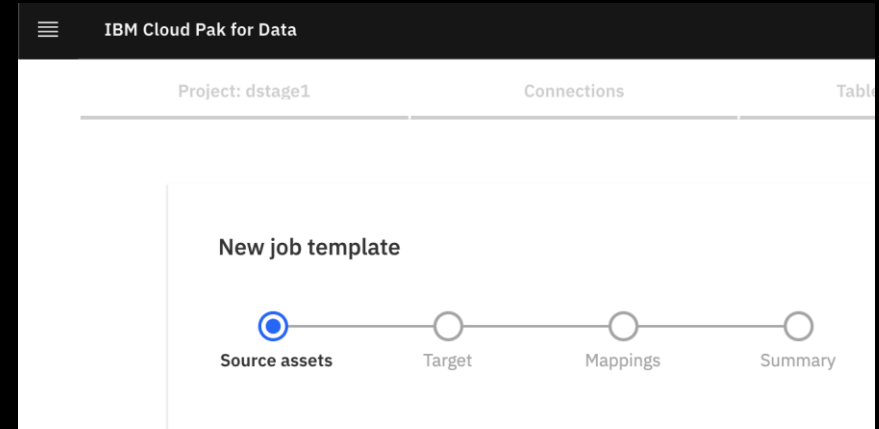 IBM Cloud Pak for Data
Project: dstage1 Connections
New job template
Source assets Target Mappings Summary